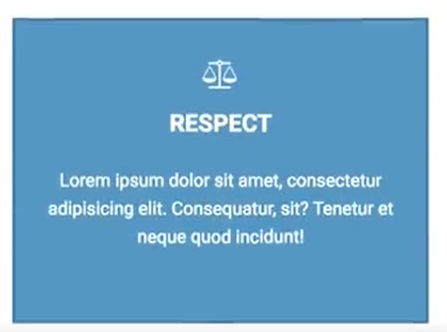 RESPECT
Lorem ipsum dolor sit amet, consectetur
adipisicing elit. Consequatur, sit? Tenetur et
neque quod incidunt!